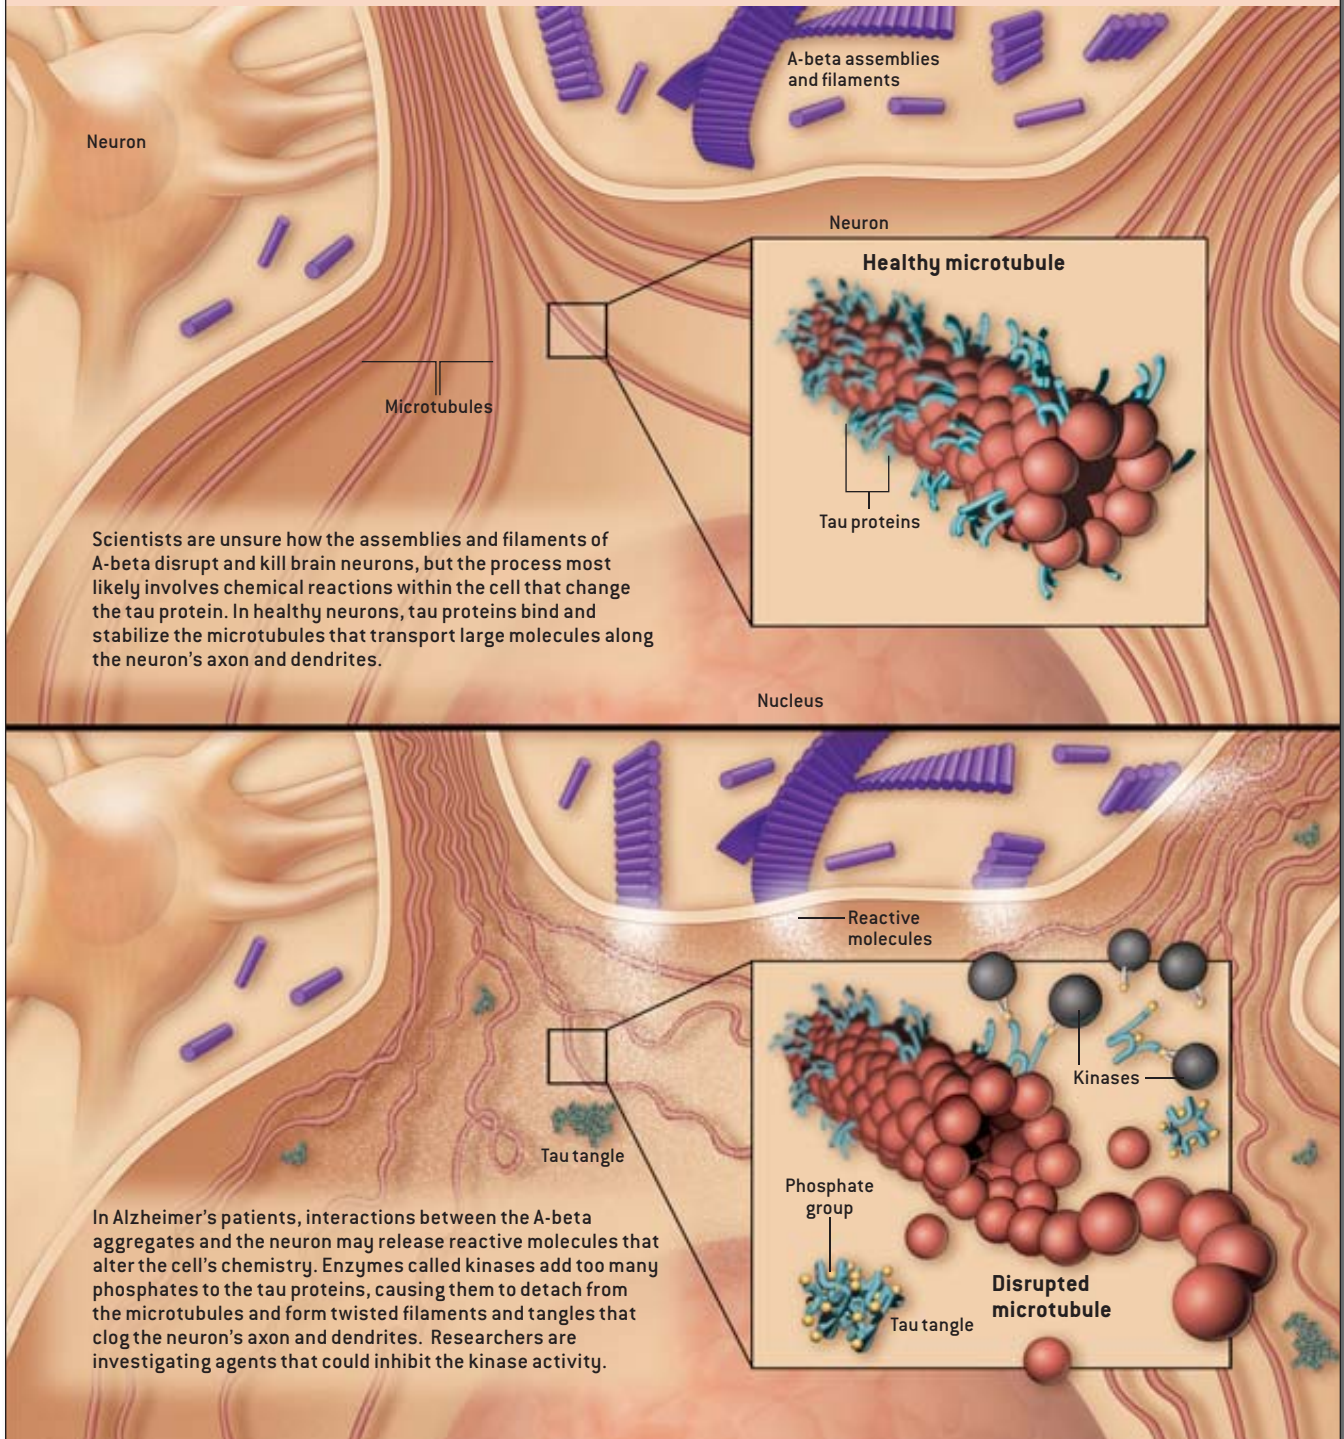 A-beta assemblies
and filaments
Neuron
Neuron
Healthy microtubule
Microtubules
Tau proteins
Scientists are unsure how the assemblies and filaments of
A-beta disrupt and kill brain neurons, but the process most
likely involves chemical reactions within the cell that change
the tau protein. In healthy neurons, tau proteins bind and
stabilize the microtubules that transport large molecules along
the neuron's axon and dendrites.
Nucleus
Reactive
molecules
Kinases
Tau tangle
Phosphate
group
In Alzheimer's patients, interactions between the A-beta
aggregates and the neuron may release reactive molecules that
alter the cell's chemistry. Enzymes called kinases add too many
phosphates to the tau proteins, causing them to detach from
the microtubules and form twisted filaments and tangles that
clog the neuron's axon and dendrites. Researchers are
investigating agents that could inhibit the kinase activity.
Disrupted
microtubule
Tau tangle